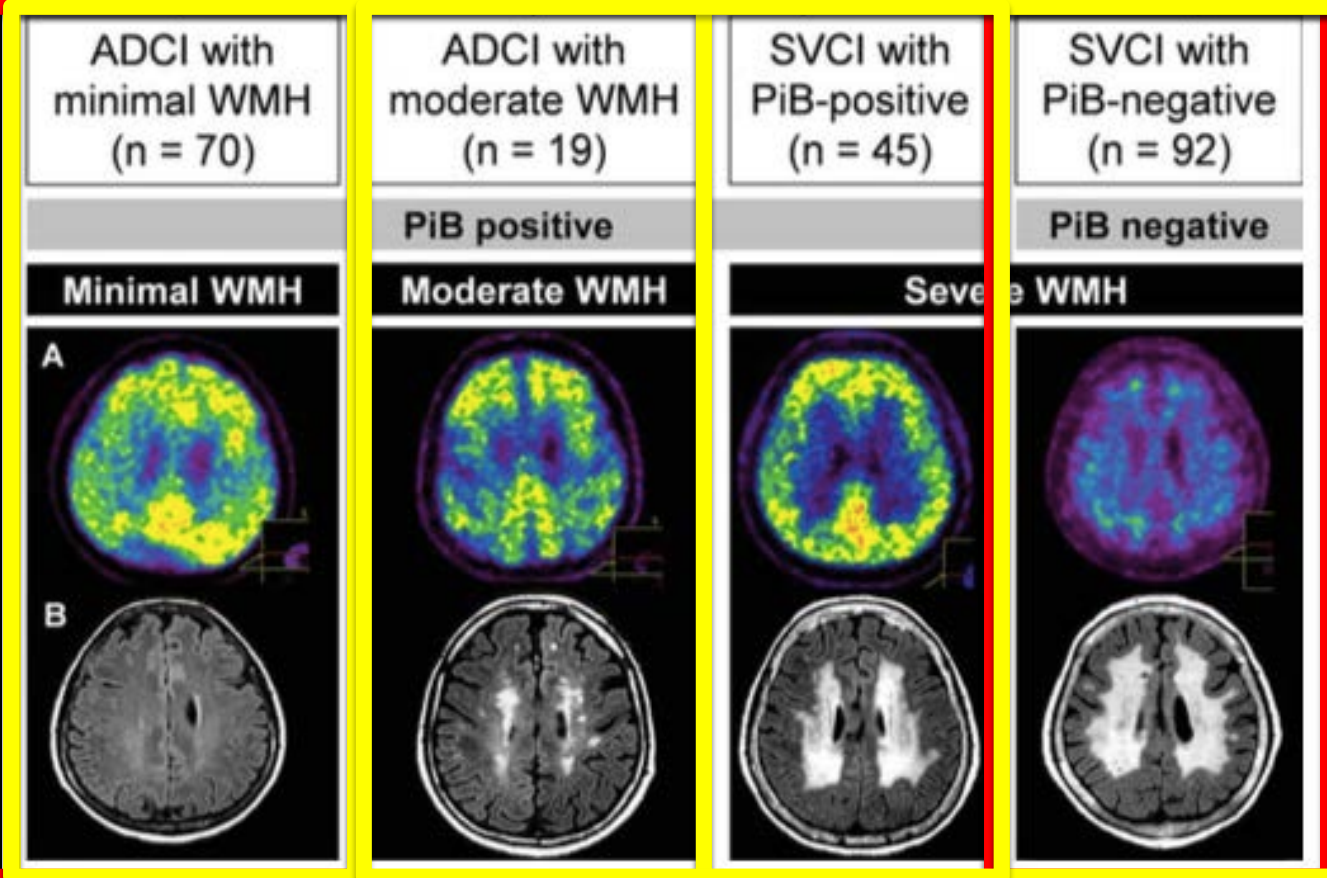 ADCI with
minimal WMH
(n = 70)
ADCI with
moderate WMH
(n = 19)
SVCI with
PiB-positive
(n = 45)
SVCI with
PiB-negative
(n = 92)
PiB positive
PiB negative
Minimal WMH
Moderate WMH
Severe WMH
A
B